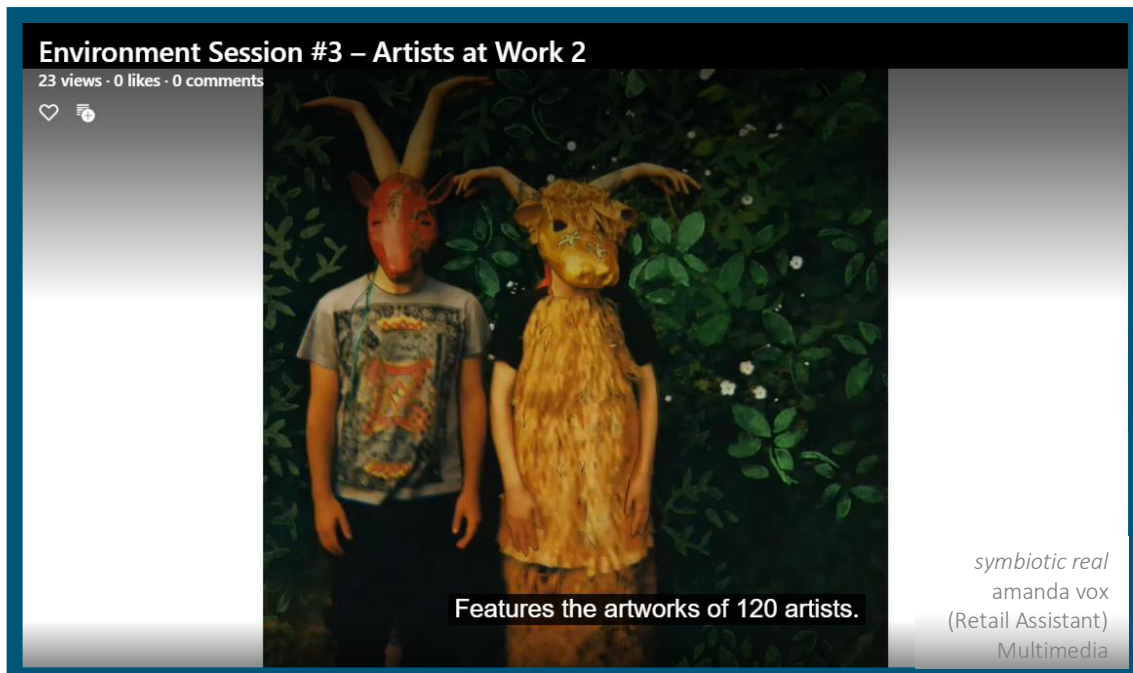 Environment Session #3 – Artists at Work 2
23 views · 0 likes · 0 comments
Features the artworks of 120 artists.
symbiotic real
amanda vox
(Retail Assistant)
Multimedia